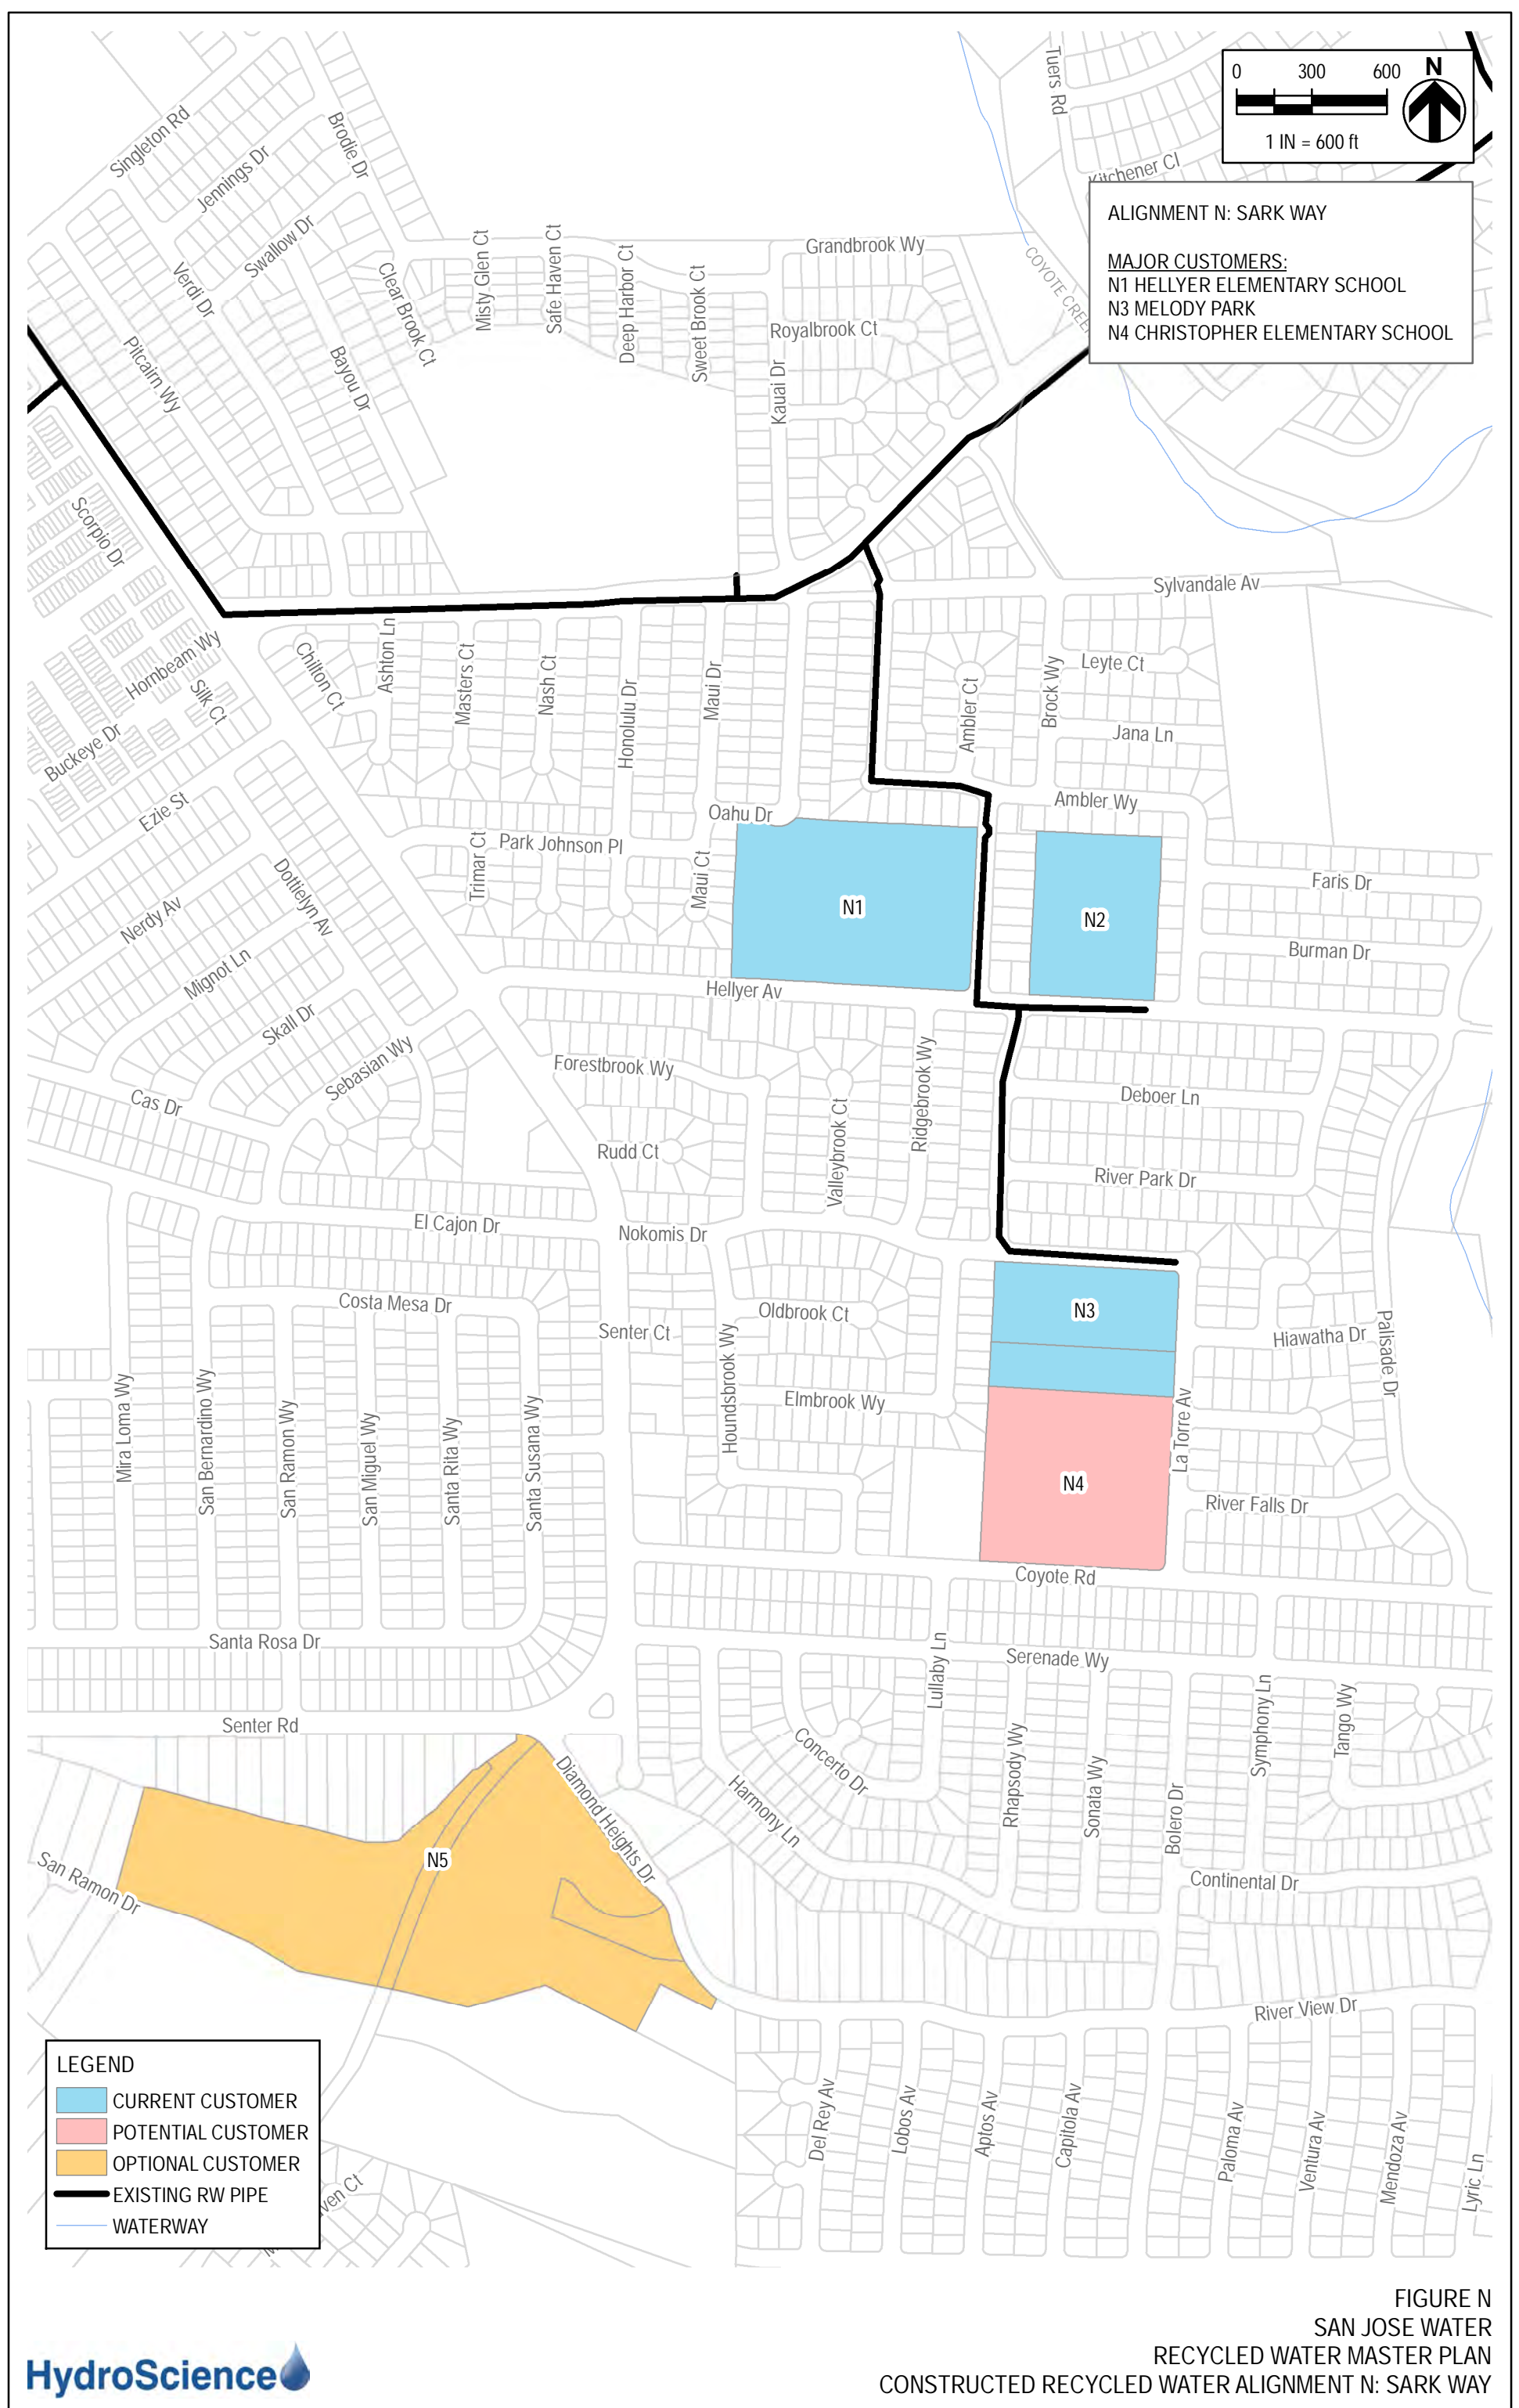 0 300 600 N
1 IN = 600 ft
ALIGNMENT N: SARK WAY
MAJOR CUSTOMERS:
N1 HELLYER ELEMENTARY SCHOOL
N3 MELODY PARK
N4 CHRISTOPHER ELEMENTARY SCHOOL
Tuers Rd
Kitchener Cl
Singleton Rd
Brodie Dr
Jennings Dr
Swallow Dr
Verdi Dr
Clear Brook Ct
Misty Glen Ct
Safe Haven Ct
Deep Harbor Ct
Sweet Brook Ct
Grandbrook Wy
COYOTE CREEK
Royalbrook Ct
Kauai Dr
Pitcairn Wy
Bayou Dr
Scorpio Dr
Sylvandale Av
Hornbeam Wy
Silk Ct
Buckeye Dr
Chilton Ct
Ashton Ln
Masters Ct
Nash Ct
Honolulu Dr
Maui Dr
Ambler Ct
Brock Wy
Leyte Ct
Jana Ln
Ambler Wy
Ezie St
Oahu Dr
Park Johnson Pl
Trimar Ct
Maui Ct
N1
N2
Faris Dr
Burman Dr
Dottielyn Av
Nerdy Av
Mignot Ln
Skall Dr
Sebasian Wy
Hellyer Av
Forestbrook Wy
Ridgebrook Wy
Valleybrook Ct
Deboer Ln
Cas Dr
Rudd Ct
River Park Dr
El Cajon Dr
Nokomis Dr
Costa Mesa Dr
Senter Ct
Oldbrook Ct
N3
Hiawatha Dr
Palisade Dr
Houndsbrook Wy
Elmbrook Wy
La Torre Av
Mira Loma Wy
San Bernardino Wy
San Ramon Wy
San Miguel Wy
Santa Rita Wy
Santa Susana Wy
N4
River Falls Dr
Coyote Rd
Santa Rosa Dr
Lullaby Ln
Serenade Wy
Senter Rd
Concerto Dr
Rhapsody Wy
Sonata Wy
Bolero Dr
Symphony Ln
Tango Wy
Diamond Heights Dr
Harmony Ln
N5
San Ramon Dr
Continental Dr
River View Dr
Del Rey Av
Lobos Av
Aptos Av
Capitola Av
Paloma Av
Ventura Av
Mendoza Av
Lyric Ln
LEGEND
CURRENT CUSTOMER
POTENTIAL CUSTOMER
OPTIONAL CUSTOMER
EXISTING RW PIPE
WATERWAY
ven Ct
FIGURE N
SAN JOSE WATER
RECYCLED WATER MASTER PLAN
CONSTRUCTED RECYCLED WATER ALIGNMENT N: SARK WAY
HydroScience